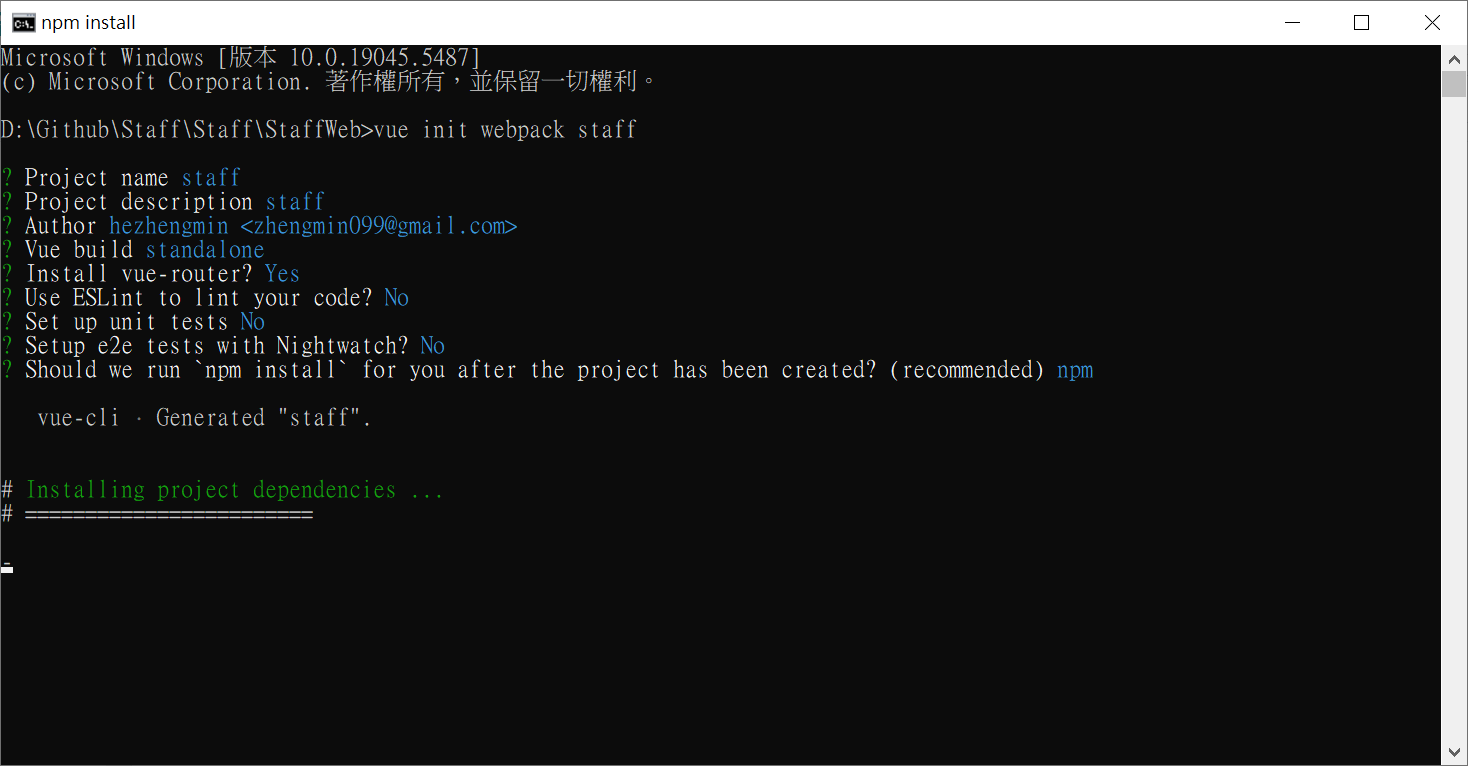 npm install
Microsoft Windows [版本 10.0.19045.5487]
(c) Microsoft Corporation. 著作權所有，並保留一切權利。
D:\Github\Staff\Staff\StaffWeb>vue init webpack staff
? Project name staff
? Project description staff
? Author hezhengmin <zhengmin099@gmail.com>
? Vue build standalone
? Install vue-router? Yes
? Use ESLint to lint your code? No
? Set up unit tests No
? Setup e2e tests with Nightwatch? No
? Should we run `npm install` for you after the project has been created? (recommended) npm
vue-cli · Generated "staff".
# Installing project dependencies ...
# ========================
-